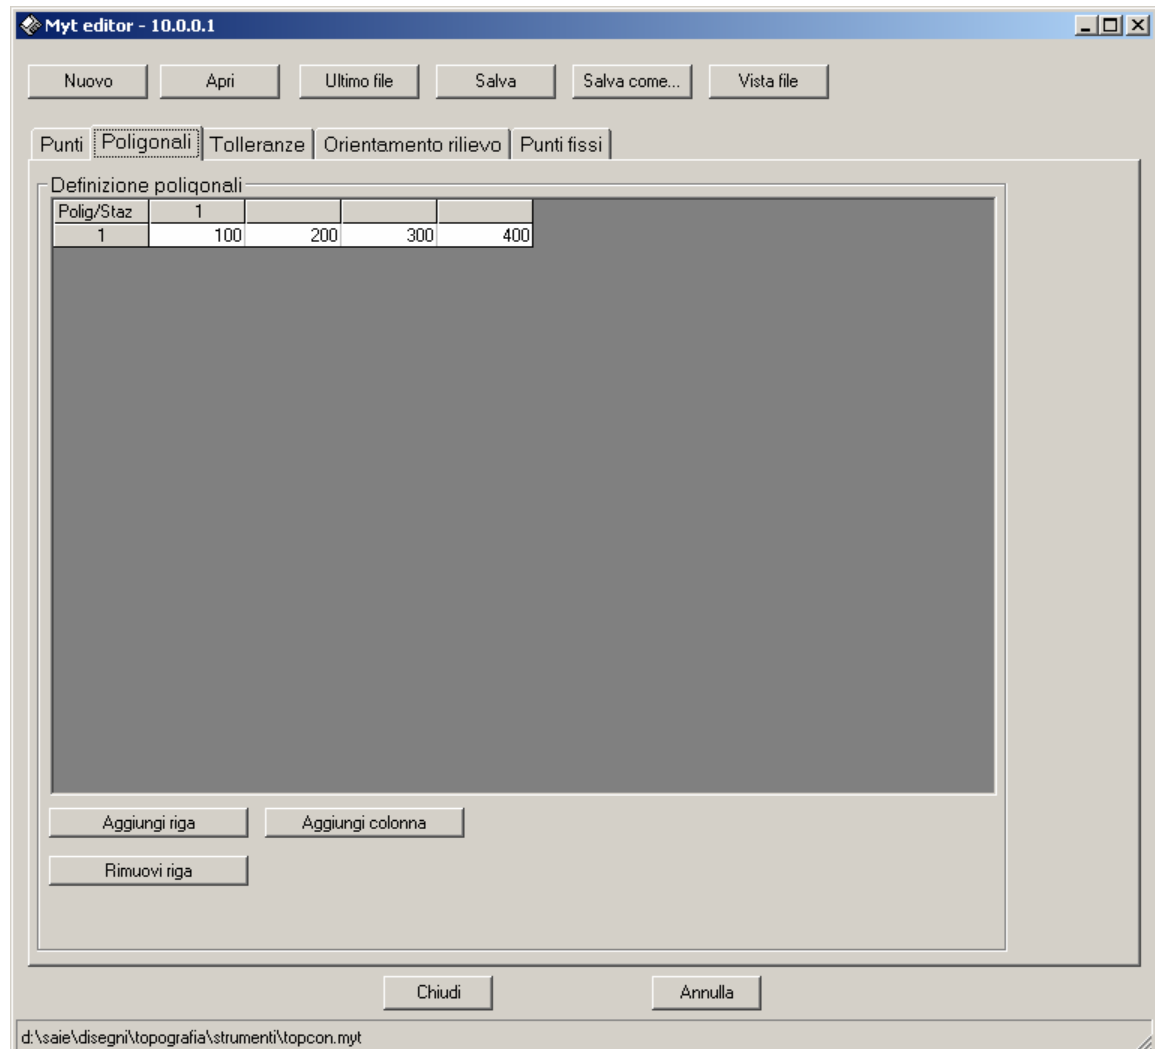 Myt editor - 10.0.0.1
Nuovo Apri Ultimo file Salva Salva come... Vista file
Punti Poligonali Tolleranze Orientamento rilievo Punti fissi
Definizione poligonali
Polig/Staz 1
1 100 200 300 400
Aggiungi riga Aggiungi colonna
Rimuovi riga
Chiudi Annulla
d:\saie\disegni\topografia\strumenti\topcon.myt